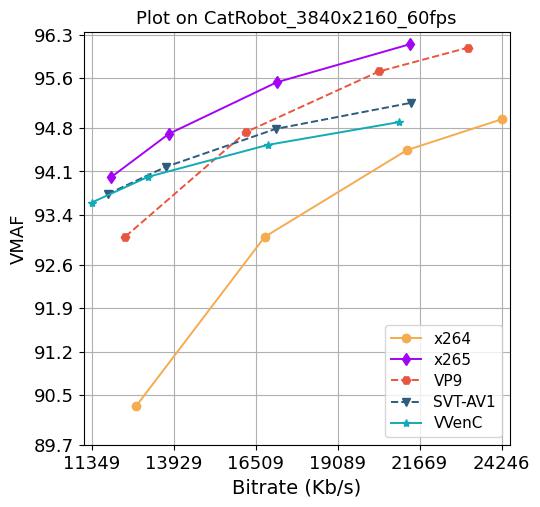 Plot on CatRobot_3840x2160_60fps
96.3
95.6
94.8
94.1
93.4
92.6
91.9
91.2
90.5
89.7
VMAF
x264
x265
VP9
SVT-AV1
VVenC
11349 13929 16509 19089 21669 24246
Bitrate (Kb/s)